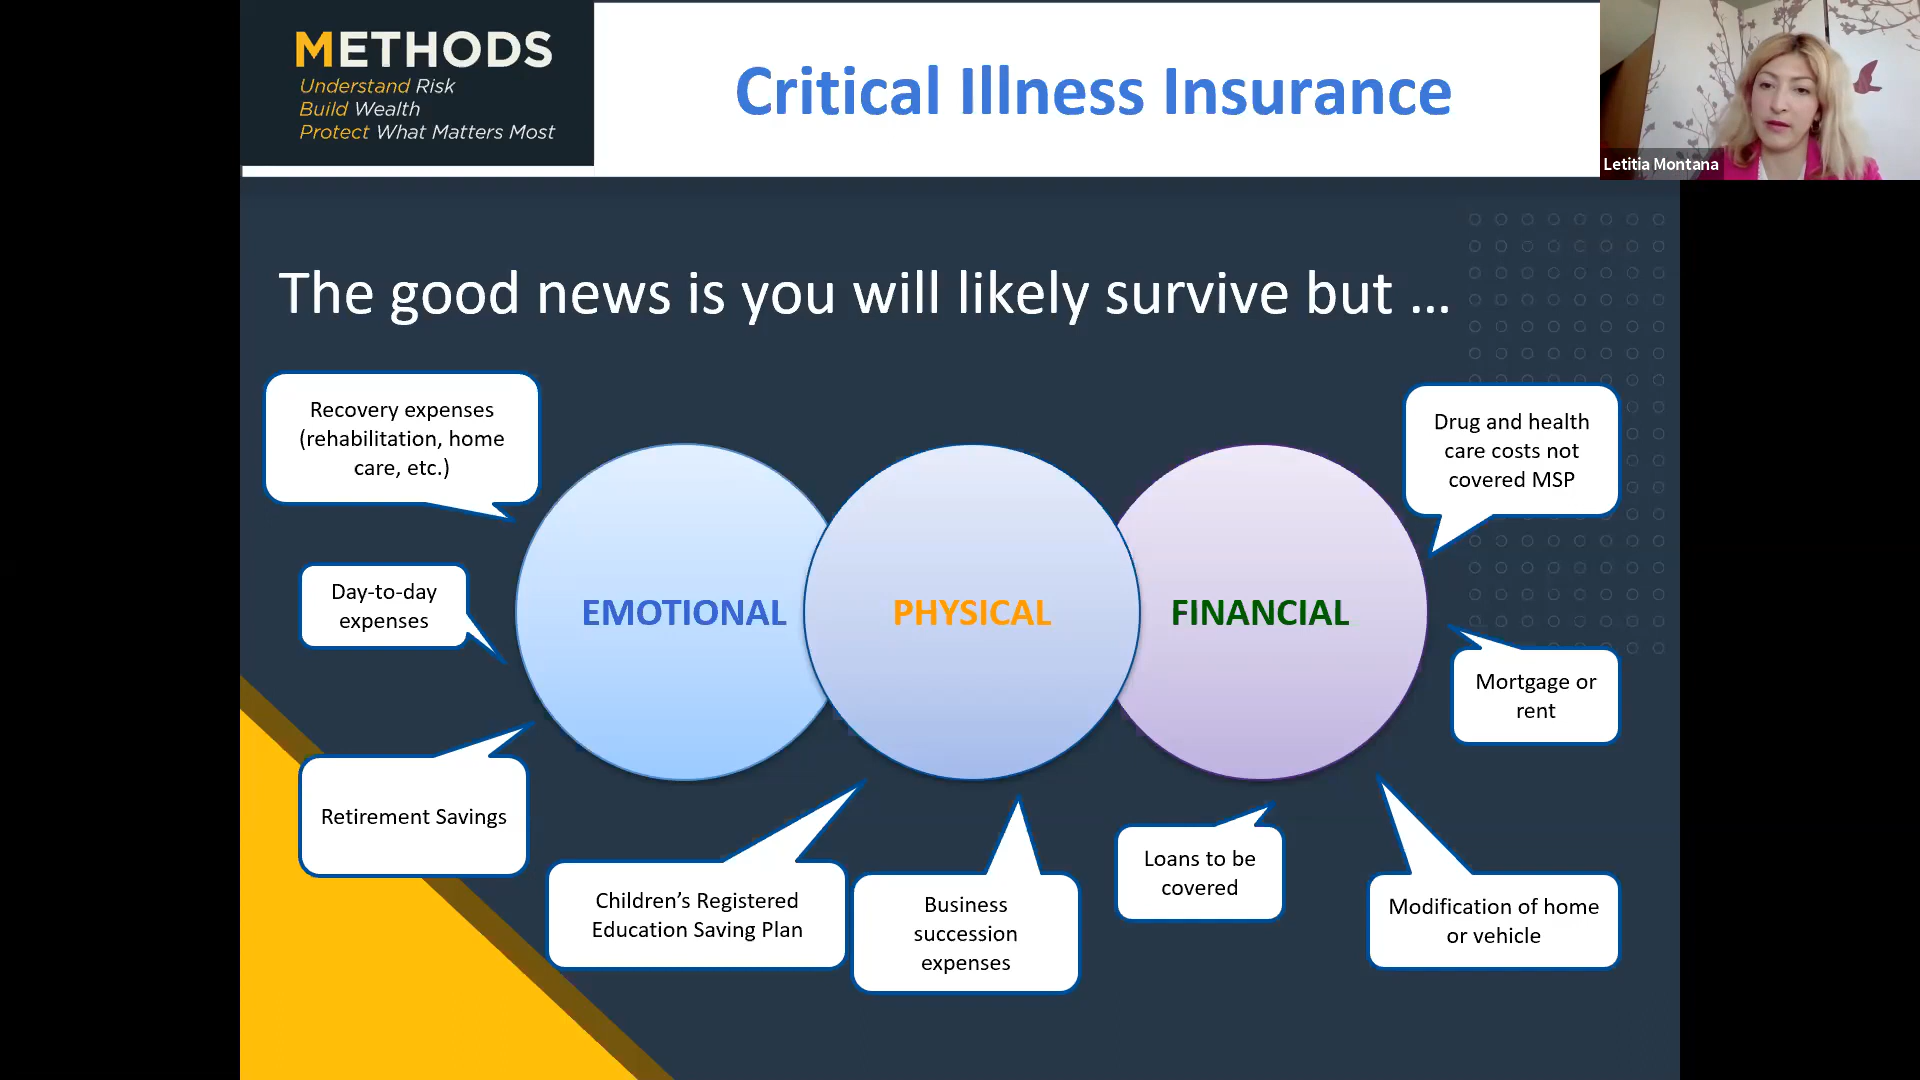 METHODS
Understand Risk
Build Wealth
Protect What Matters Most
Critical Illness Insurance
Letitia Montana
The good news is you will likely survive but ...
Recovery expenses
(rehabilitation, home
care, etc.)
Drug and health
care costs not
covered MSP
Day-to-day
expenses
EMOTIONAL
PHYSICAL
FINANCIAL
Mortgage or
rent
Retirement Savings
Children’s Registered
Education Saving Plan
Business
succession
expenses
Loans to be
covered
Modification of home
or vehicle